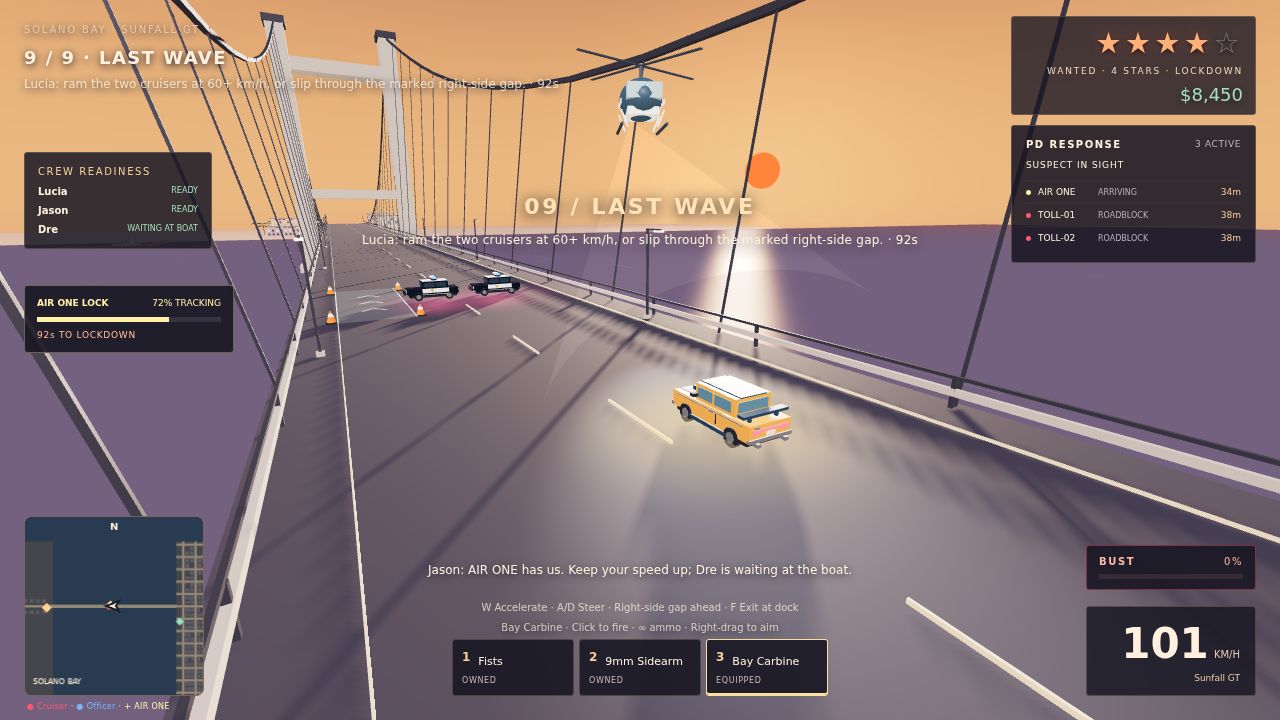 SOLANO BAY · SUNFALL GT
9 / 9 · LAST WAVE
Lucia: ram the two cruisers at 60+ km/h, or slip through the marked right-side gap. · 92s
★★★★☆
WANTED · 4 STARS · LOCKDOWN
$8,450
PD RESPONSE 3 ACTIVE
SUSPECT IN SIGHT
AIR ONE ARRIVING 34m
TOLL-01 ROADBLOCK 38m
TOLL-02 ROADBLOCK 38m
CREW READINESS
Lucia READY
Jason READY
Dre WAITING AT BOAT
09 / LAST WAVE
Lucia: ram the two cruisers at 60+ km/h, or slip through the marked right-side gap. · 92s
AIR ONE LOCK 72% TRACKING
92s TO LOCKDOWN
N
SOLANO BAY
Cruiser · Officer · + AIR ONE
Jason: AIR ONE has us. Keep your speed up; Dre is waiting at the boat.
W Accelerate · A/D Steer · Right-side gap ahead · F Exit at dock
Bay Carbine · Click to fire · ∞ ammo · Right-drag to aim
1 Fists
OWNED
2 9mm Sidearm
OWNED
3 Bay Carbine
EQUIPPED
BUST 0%
101 KM/H
Sunfall GT